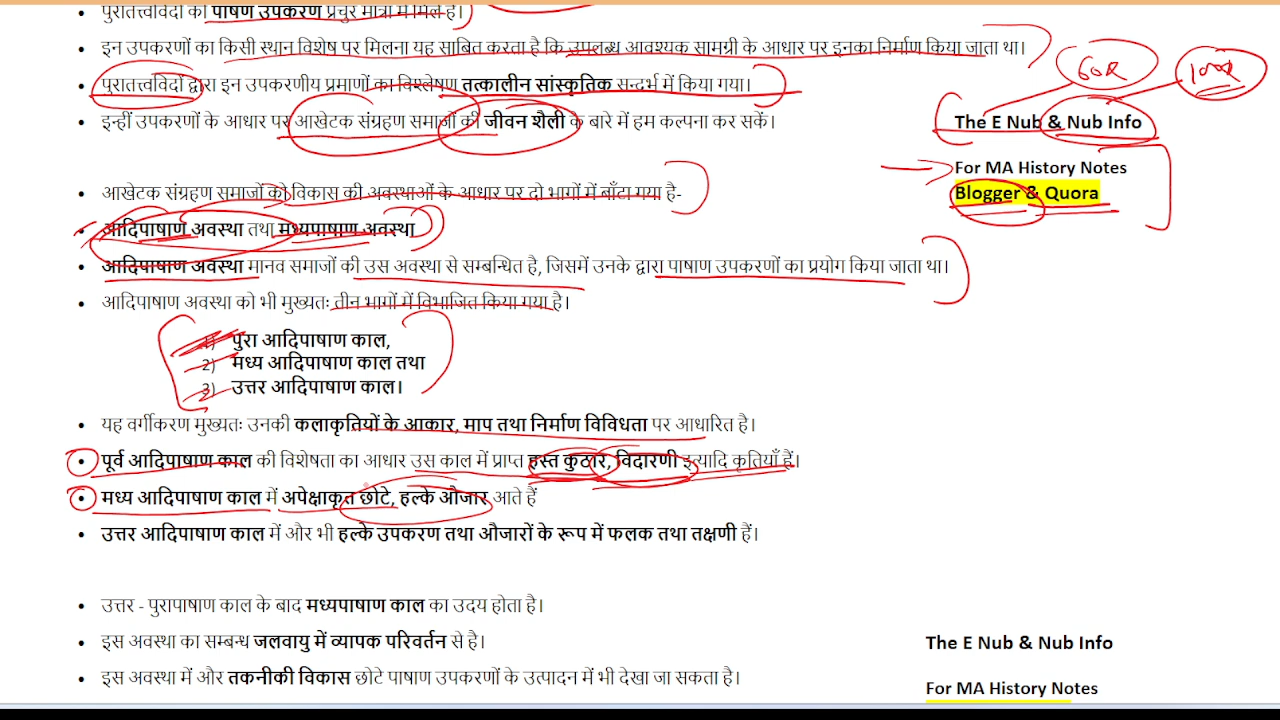 • पुरातत्त्वविदों को पाषाण उपकरण प्रचुर मात्रा में मिले हैं।
• इन उपकरणों का किसी स्थान विशेष पर मिलना यह साबित करता है कि उपलब्ध आवश्यक सामग्री के आधार पर इनका निर्माण किया जाता था।
• पुरातत्त्वविदों द्वारा इन उपकरणीय प्रमाणों का विश्लेषण तत्कालीन सांस्कृतिक सन्दर्भ में किया गया।
• इन्हीं उपकरणों के आधार पर आखेटक संग्रहण समाजों की जीवन शैली के बारे में हम कल्पना कर सकें।
The E Nub & Nub Info
For MA History Notes
Blogger & Quora
• आखेटक संग्रहण समाजों को विकास की अवस्थाओं के आधार पर दो भागों में बाँटा गया है-
• आदिपाषाण अवस्था तथा मध्यपाषाण अवस्था
• आदिपाषाण अवस्था मानव समाजों की उस अवस्था से सम्बन्धित है, जिसमें उनके द्वारा पाषाण उपकरणों का प्रयोग किया जाता था।
• आदिपाषाण अवस्था को भी मुख्यतः तीन भागों में विभाजित किया गया है।
1) पुरा आदिपाषाण काल,
2) मध्य आदिपाषाण काल तथा
3) उत्तर आदिपाषाण काल।
• यह वर्गीकरण मुख्यतः उनकी कलाकृतियों के आकार, माप तथा निर्माण विविधता पर आधारित है।
• पूर्व आदिपाषाण काल की विशेषता का आधार उस काल में प्राप्त हस्त कुठार, विदारणी इत्यादि कृतियाँ हैं।
• मध्य आदिपाषाण काल में अपेक्षाकृत छोटे, हल्के औजार आते हैं
• उत्तर आदिपाषाण काल में और भी हल्के उपकरण तथा औजारों के रूप में फलक तथा तक्षणी हैं।
• उत्तर - पुरापाषाण काल के बाद मध्यपाषाण काल का उदय होता है।
• इस अवस्था का सम्बन्ध जलवायु में व्यापक परिवर्तन से है।
• इस अवस्था में और तकनीकी विकास छोटे पाषाण उपकरणों के उत्पादन में भी देखा जा सकता है।
The E Nub & Nub Info
For MA History Notes